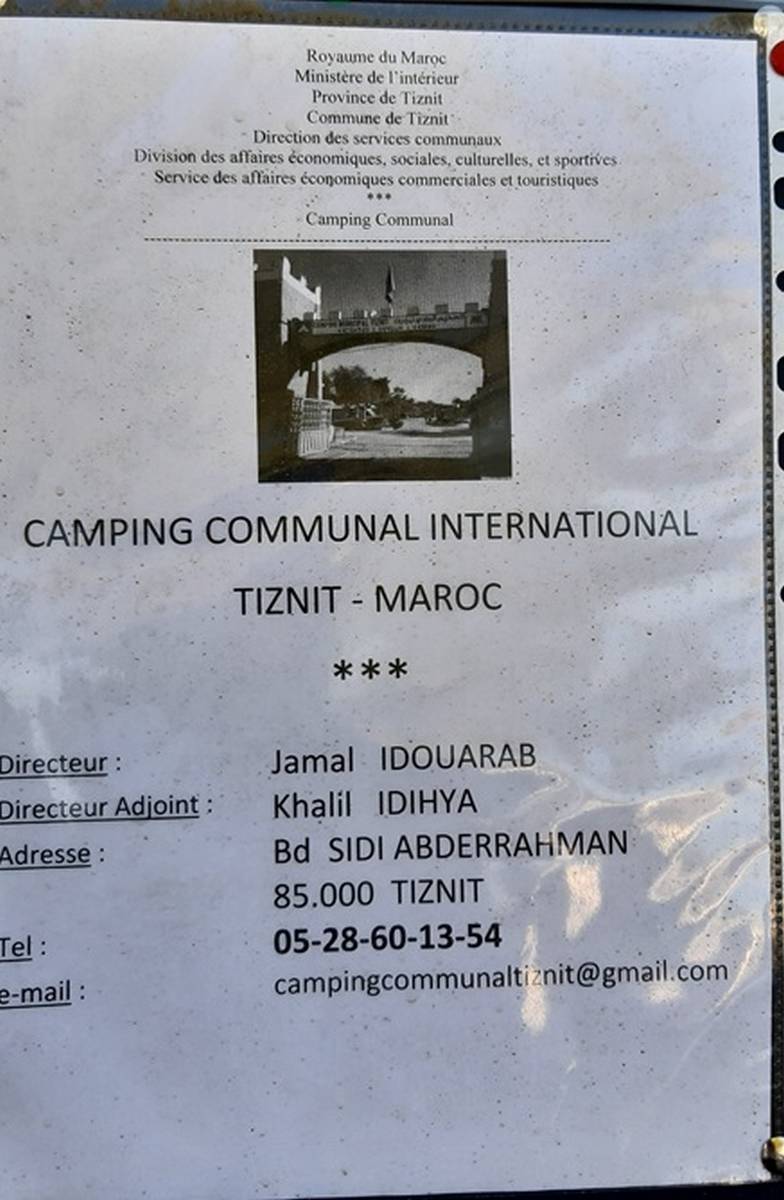 Royaume du Maroc
Ministère de l'intérieur
Province de Tiznit
Commune de Tiznit
Direction des services communaux
Division des affaires économiques, sociales, culturelles, et sportives
Service des affaires économiques commerciales et touristiques
***
Camping Communal
CAMPING COMMUNAL INTERNATIONAL
TIZNIT - MAROC
***
Directeur : Jamal IDOUARAB
Directeur Adjoint : Khalil IDIHYA
Adresse : Bd SIDI ABDERRAHMAN
85.000 TIZNIT
Tel : 05-28-60-13-54
e-mail : campingcommunaltiznit@gmail.com